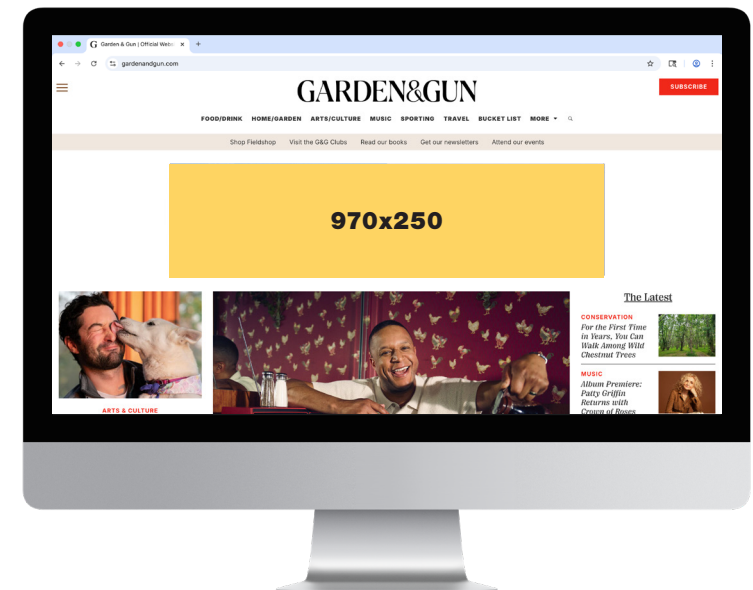 G Garden & Gun | Official Webs
gardenandgun.com
GARDEN&GUN
SUBSCRIBE
FOOD/DRINK HOME/GARDEN ARTS/CULTURE MUSIC SPORTING TRAVEL BUCKET LIST MORE
Shop Fieldshop Visit the G&G Clubs Read our books Get our newsletters Attend our events
970x250
ARTS & CULTURE
The Latest
CONSERVATION
For the First Time
in Years, You Can
Walk Among Wild
Chestnut Trees
MUSIC
Album Premiere:
Patty Griffin
Returns with
Crown of Roses